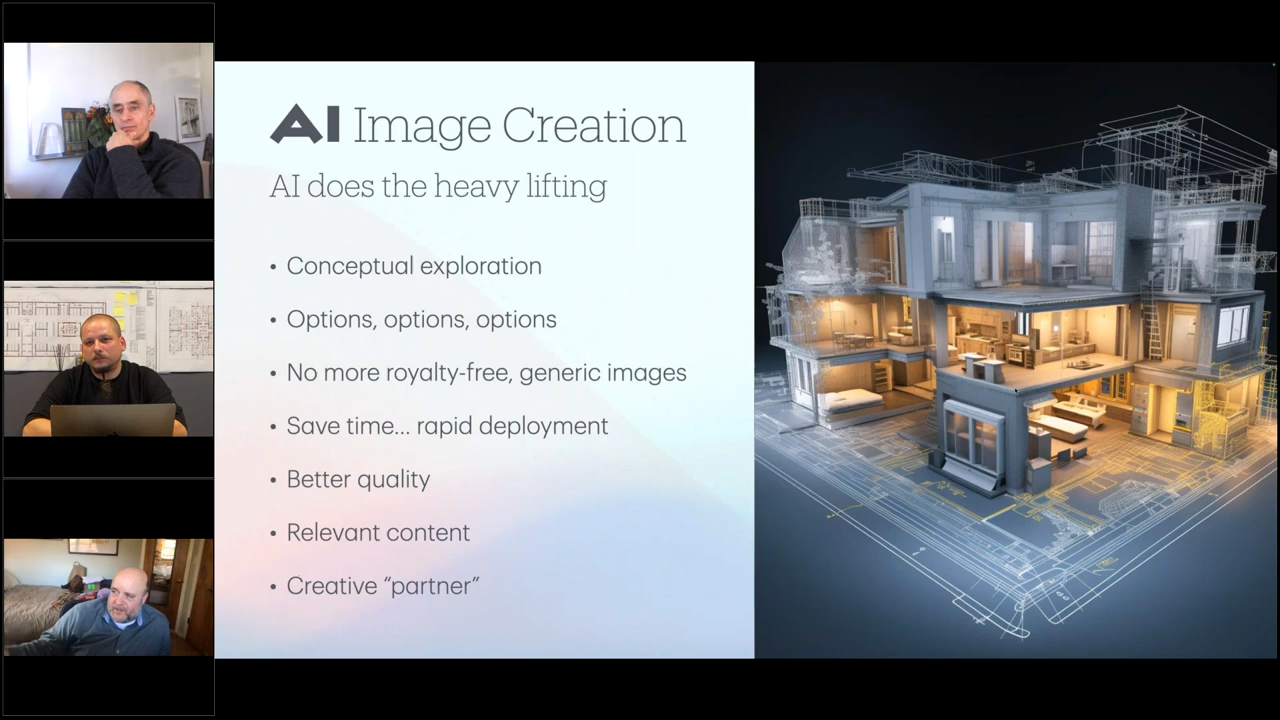 AI Image Creation
AI does the heavy lifting
• Conceptual exploration
• Options, options, options
• No more royalty-free, generic images
• Save time... rapid deployment
• Better quality
• Relevant content
• Creative “partner”